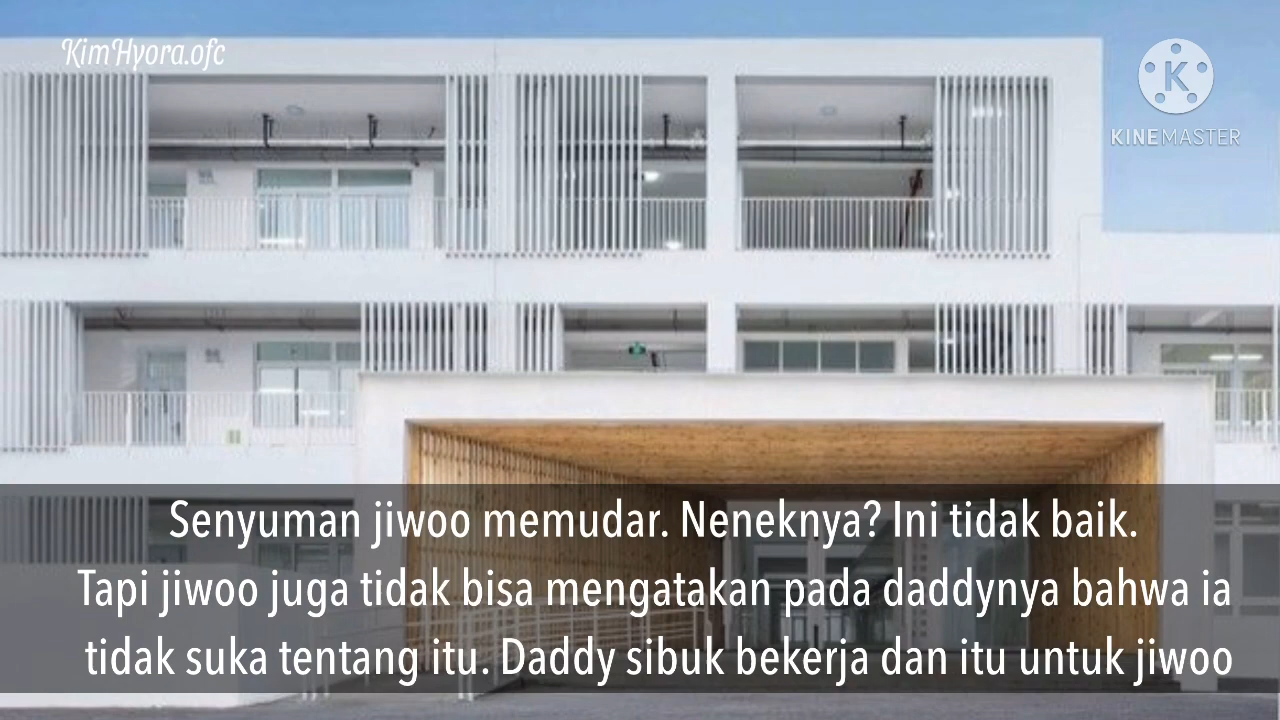 KimHyora.ofc
K
KINEMASTER
Senyuman jiwoo memudar. Neneknya? Ini tidak baik.
Tapi jiwoo juga tidak bisa mengatakan pada daddynya bahwa ia
tidak suka tentang itu. Daddy sibuk bekerja dan itu untuk jiwoo